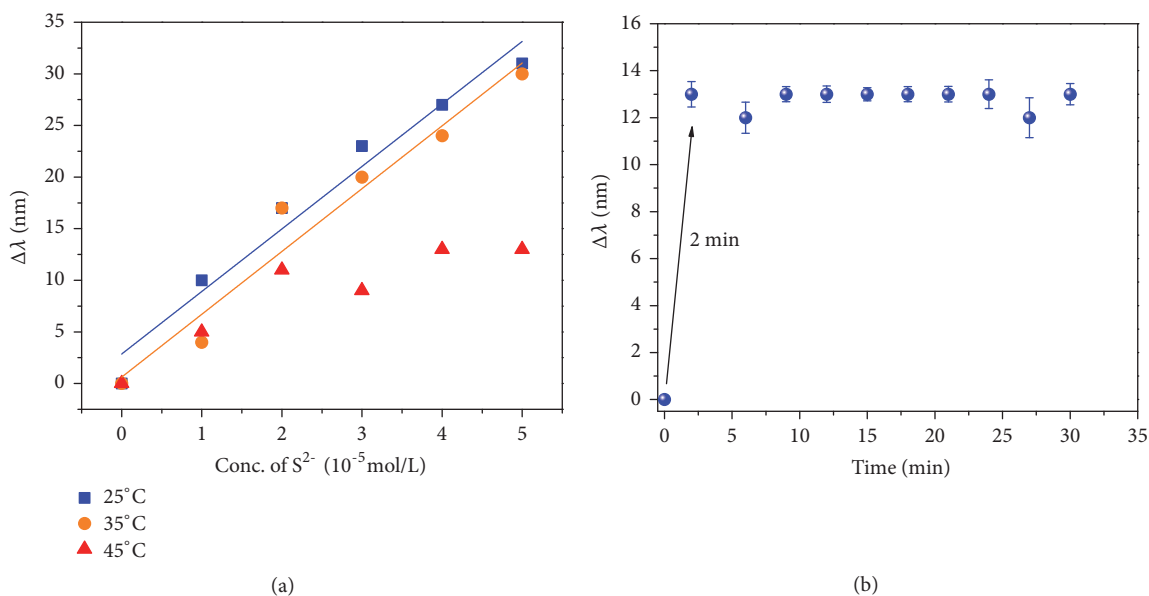 35
30
25
20
15
10
5
0
Δλ (nm)
0 1 2 3 4 5
Conc. of S²⁻ (10⁻⁵mol/L)
25°C
35°C
45°C
(a)
16
14
12
10
8
6
4
2
0
Δλ (nm)
2 min
0 5 10 15 20 25 30 35
Time (min)
(b)